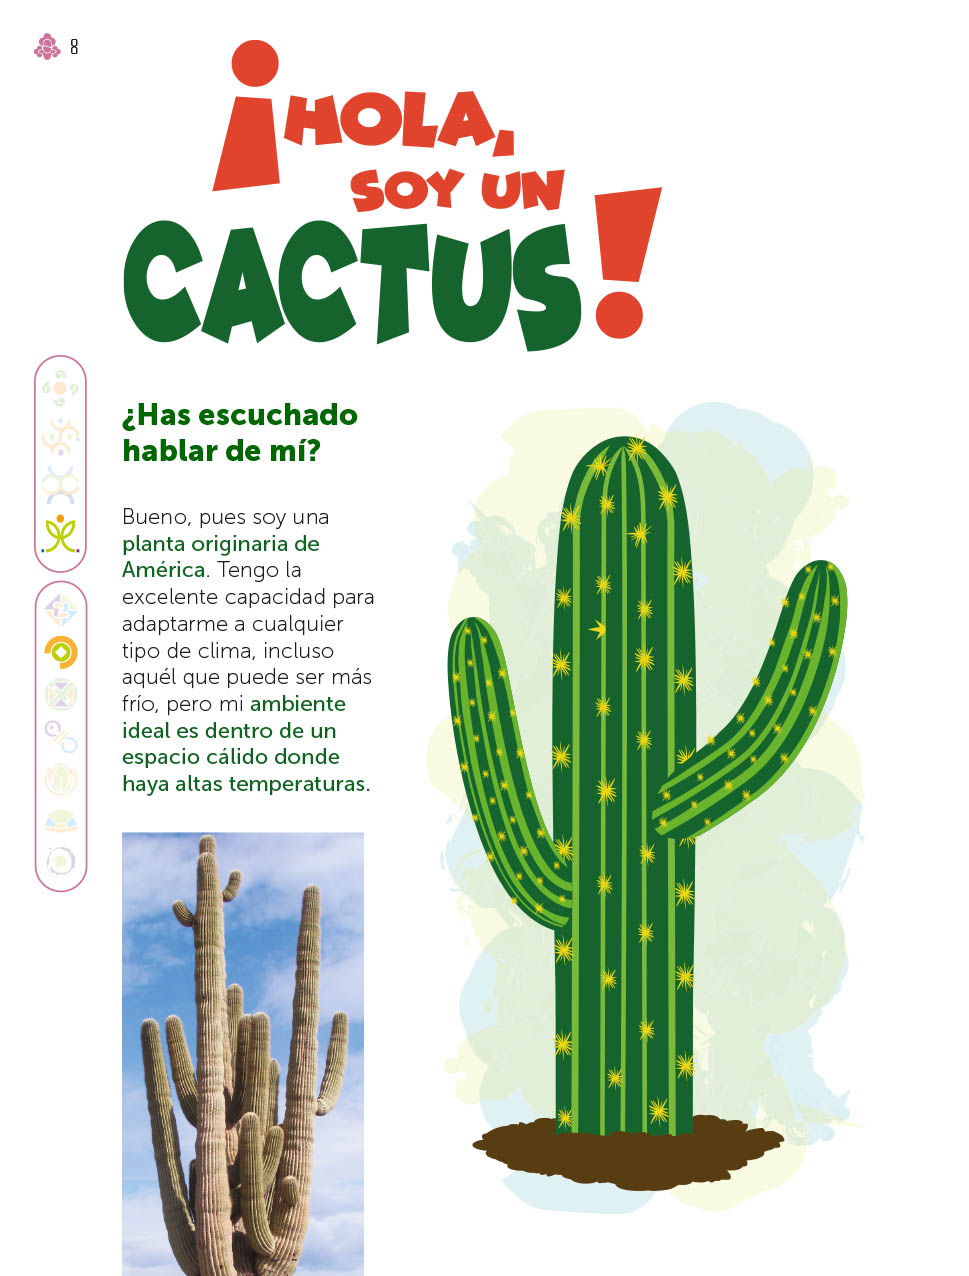 8
¡HOLA,
SOY UN
CACTUS!
¿Has escuchado
hablar de mí?
Bueno, pues soy una
planta originaria de
América. Tengo la
excelente capacidad para
adaptarme a cualquier
tipo de clima, incluso
aquél que puede ser más
frío, pero mi ambiente
ideal es dentro de un
espacio cálido donde
haya altas temperaturas.